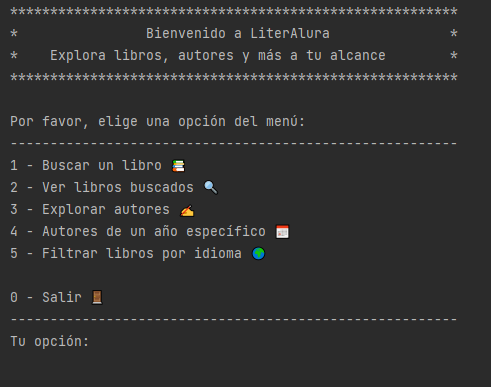 ********************************************************
*                Bienvenido a LiterAlura               *
*    Explora libros, autores y más a tu alcance        *
********************************************************
Por favor, elige una opción del menú:
--------------------------------------------------------
1 - Buscar un libro 📚
2 - Ver libros buscados 🔍
3 - Explorar autores ✍️
4 - Autores de un año específico 📅
5 - Filtrar libros por idioma 🌍
0 - Salir 🚪
--------------------------------------------------------
Tu opción: